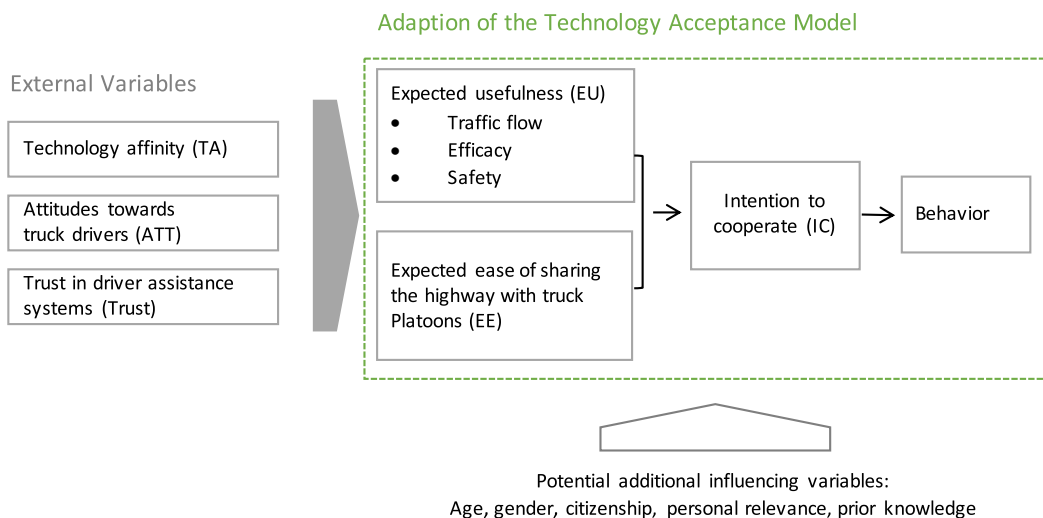 Adaption of the Technology Acceptance Model
External Variables
Technology affinity (TA)
Attitudes towards
truck drivers (ATT)
Trust in driver assistance
systems (Trust)
Expected usefulness (EU)
• Traffic flow
• Efficacy
• Safety
Expected ease of sharing
the highway with truck
Platoons (EE)
Intention to
cooperate (IC)
Behavior
Potential additional influencing variables:
Age, gender, citizenship, personal relevance, prior knowledge